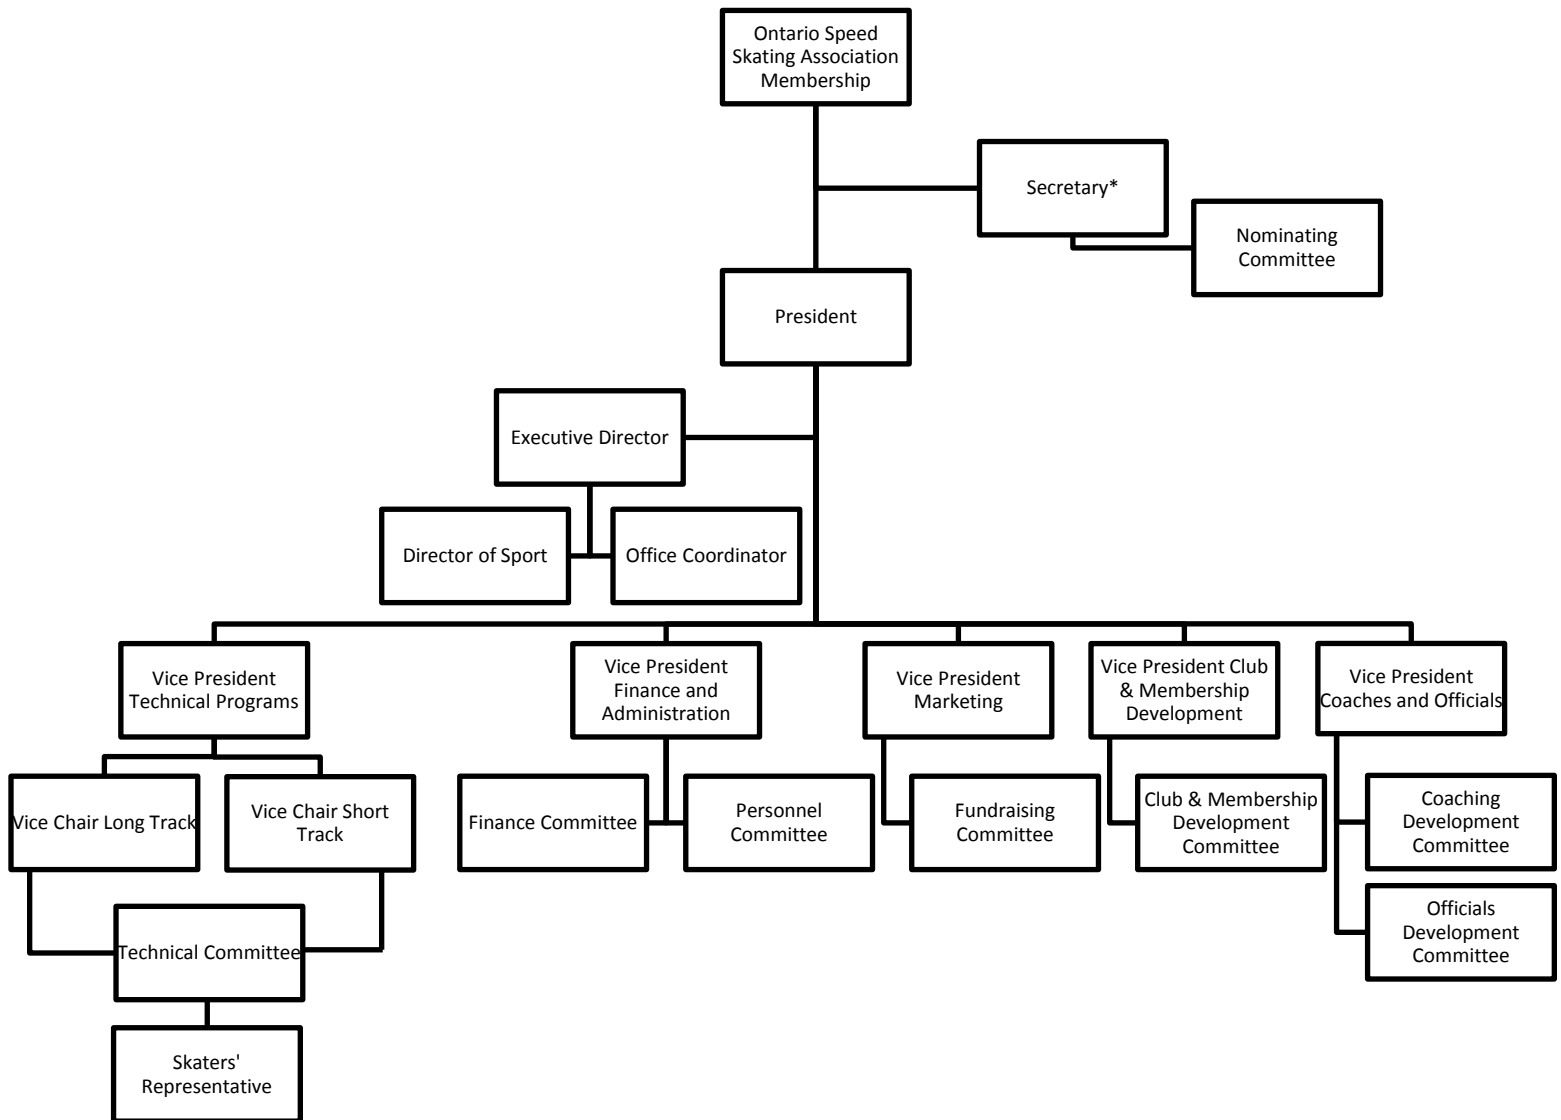 Ontario Speed
Skating Association
Membership
Secretary*
Nominating
Committee
President
Executive Director
Director of Sport
Office Coordinator
Vice President
Technical Programs
Vice President
Finance and
Administration
Vice President
Marketing
Vice President Club
& Membership
Development
Vice President
Coaches and Officials
Vice Chair Long Track
Vice Chair Short
Track
Finance Committee
Personnel
Committee
Fundraising
Committee
Club & Membership
Development
Committee
Coaching
Development
Committee
Technical Committee
Officials
Development
Committee
Skaters'
Representative